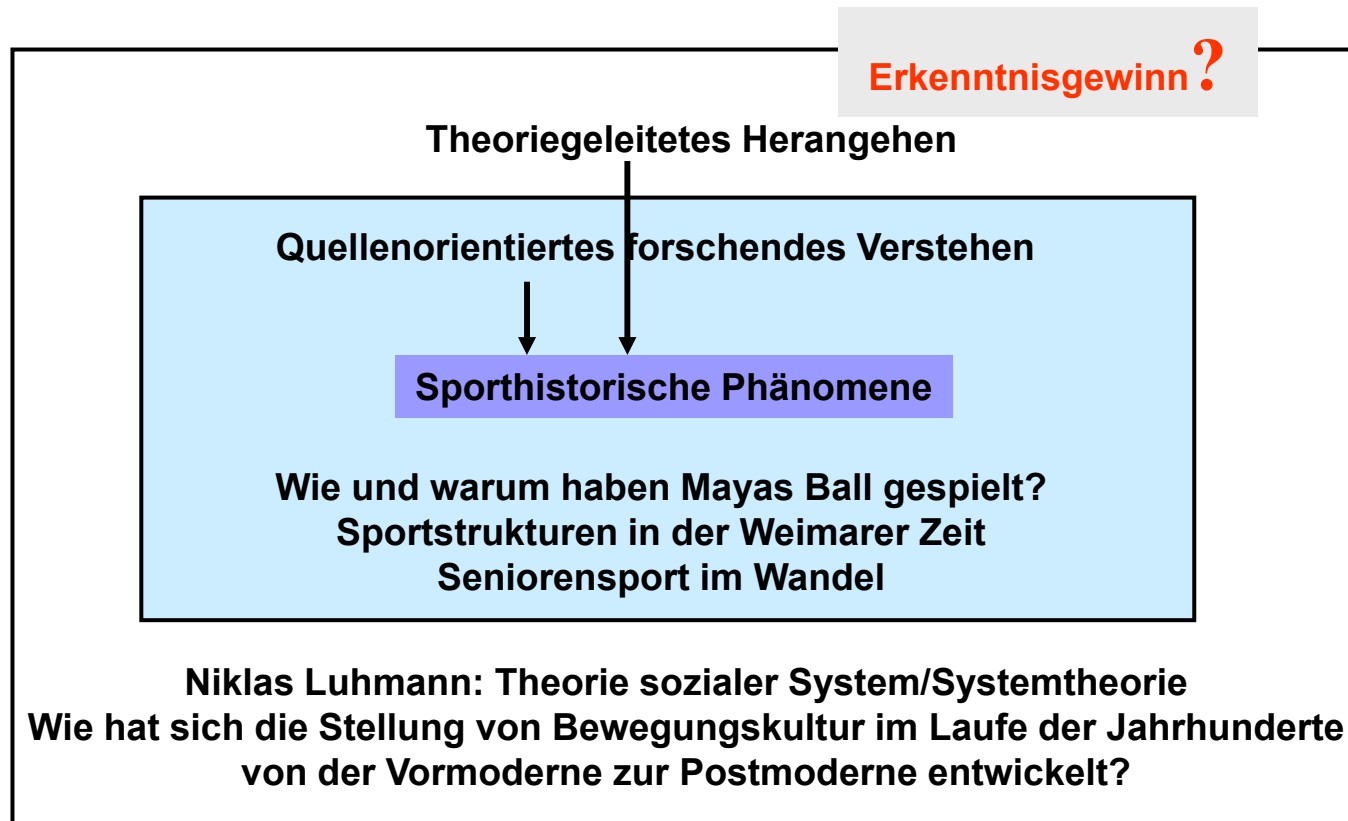 Erkenntnisgewinn?
Theoriegeleitetes Herangehen
Quellenorientiertes forschendes Verstehen
Sporthistorische Phänomene
Wie und warum haben Mayas Ball gespielt?
Sportstrukturen in der Weimarer Zeit
Seniorensport im Wandel
Niklas Luhmann: Theorie sozialer System/Systemtheorie
Wie hat sich die Stellung von Bewegungskultur im Laufe der Jahrhunderte
von der Vormoderne zur Postmoderne entwickelt?